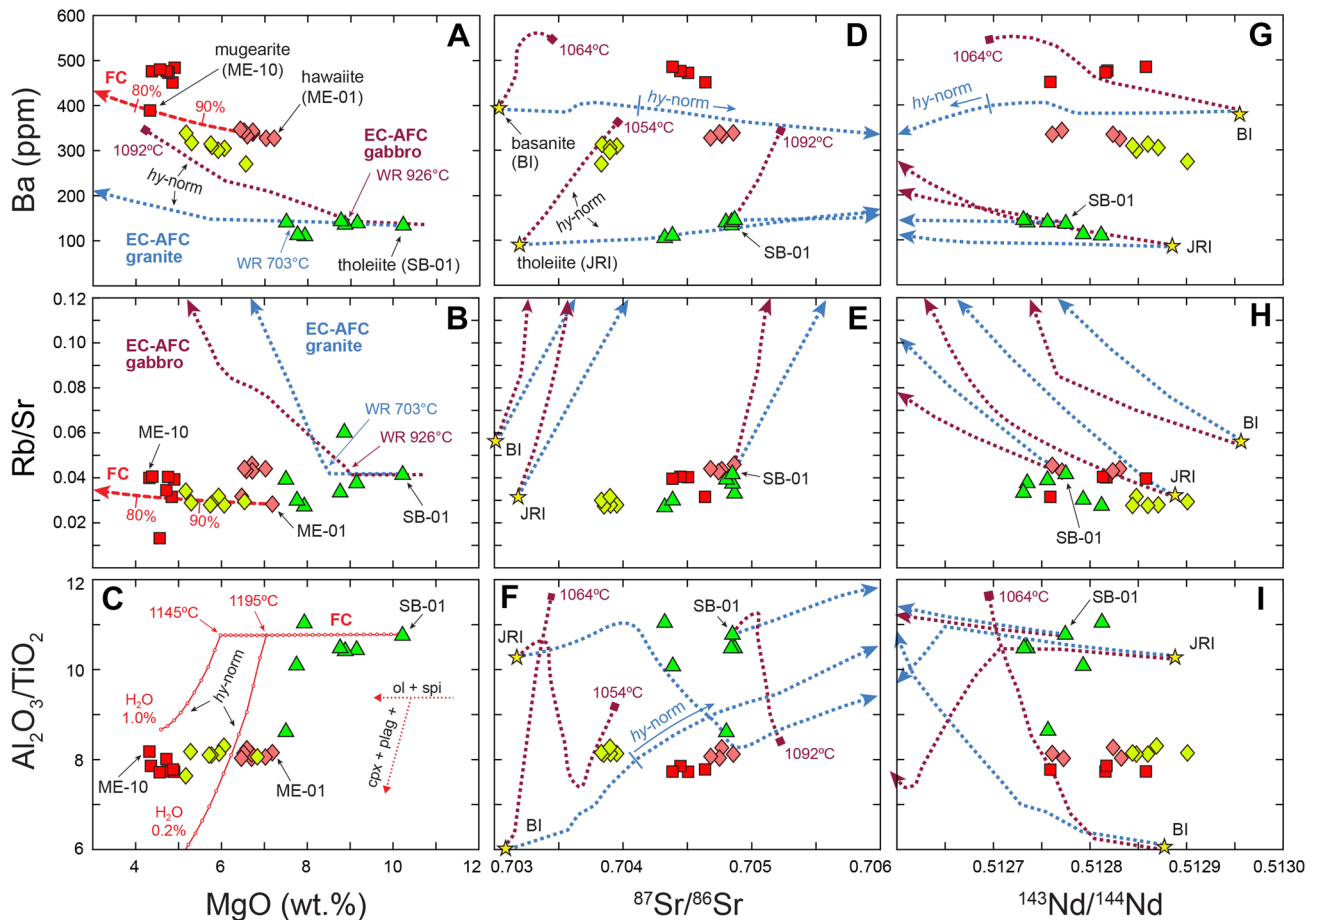 600
500
400
300
200
100
Ba (ppm)
A
mugearite
(ME-10)
hawaiite
(ME-01)
FC
80%
90%
1092ºC
EC-AFC
gabbro
WR 926°C
hy-norm
EC-AFC
granite
WR 703°C
tholeiite (SB-01)
D
1064ºC
hy-norm
1054ºC
1092ºC
basanite
(BI)
hy-norm
tholeiite (JRI)
SB-01
G
1064ºC
hy-norm
BI
SB-01
JRI
0.12
0.10
0.08
0.06
0.04
0.02
Rb/Sr
B
EC-AFC
granite
EC-AFC
gabbro
WR 703°C
WR 926°C
ME-10
FC
80%
90%
ME-01
SB-01
E
BI
JRI
SB-01
H
BI
JRI
SB-01
12
10
8
6
Al2O3/TiO2
C
1145ºC
1195ºC
FC
SB-01
hy-norm
H2O
1.0%
ol + spi
cpx + plag +
ME-10
ME-01
H2O
0.2%
4
6
8
10
12
MgO (wt.%)
F
1064ºC
SB-01
JRI
1054ºC
hy-norm
1092ºC
BI
0.703
0.704
0.705
0.706
87Sr/86Sr
I
1064ºC
SB-01
JRI
BI
0.5127
0.5128
0.5129
0.5130
143Nd/144Nd